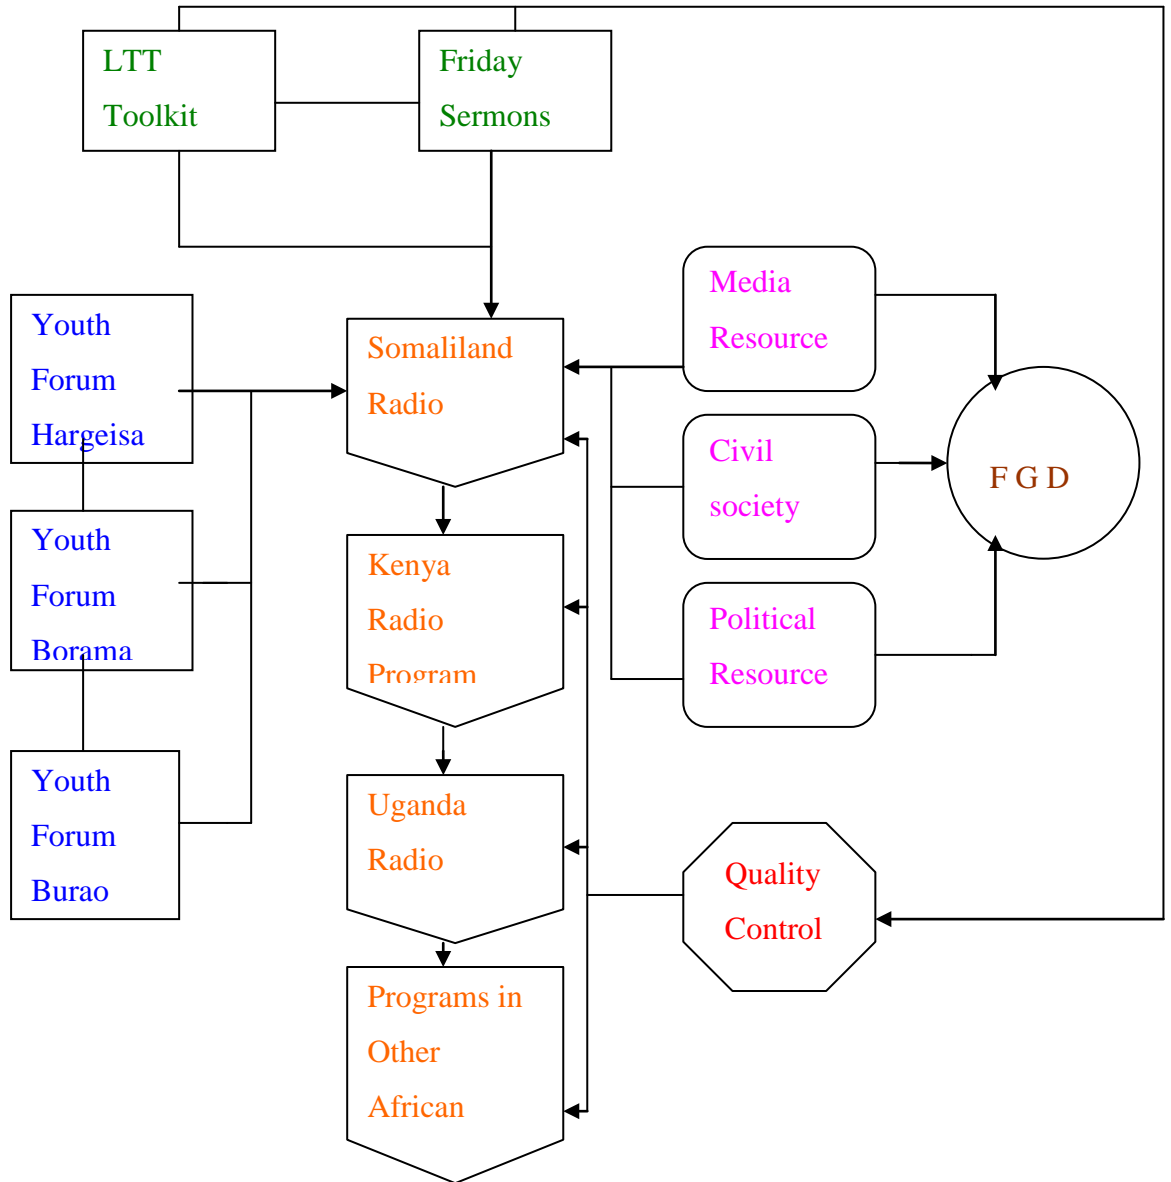 LTT
Toolkit
Friday
Sermons
Youth
Forum
Hargeisa
Youth
Forum
Borama
Youth
Forum
Burao
Somaliland
Radio
Kenya
Radio
Program
Uganda
Radio
Programs in
Other
African
Media
Resource
Civil
society
Political
Resource
F G D
Quality
Control